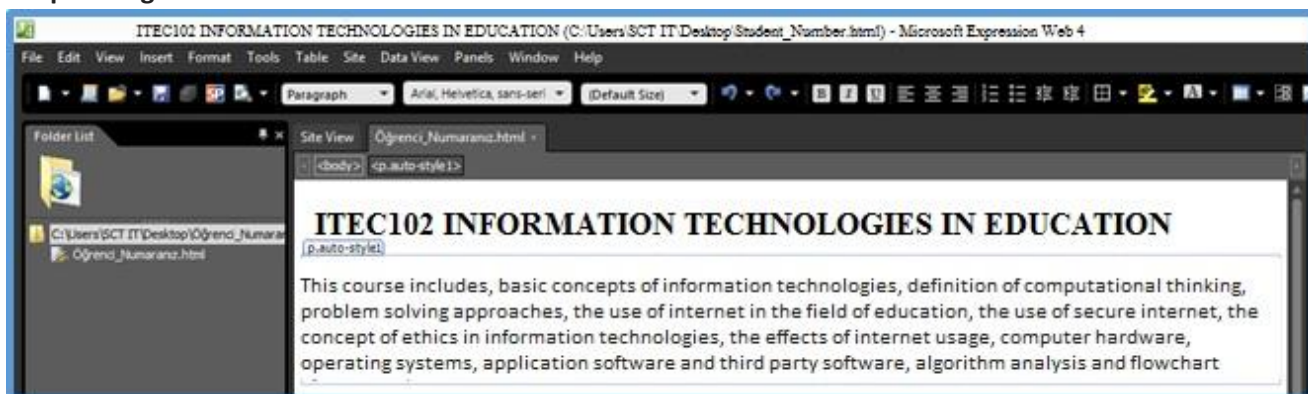 ITEC102 INFORMATION TECHNOLOGIES IN EDUCATION (C:\Users\SCT IT\Desktop\Student_Number.html) - Microsoft Expression Web 4
File Edit View Insert Format Tools Table Site Data View Panels Window Help
Paragraph Arial, Helvetica, sans-seri (Default Size) B I U A
Folder List Site View Öğrenci_Numaranız.html
<body> <p.auto-style1>
C:\Users\SCT IT\Desktop\Öğrenci_Numaran
Öğrenci_Numaranız.html
ITEC102 INFORMATION TECHNOLOGIES IN EDUCATION
p.auto-style1
This course includes, basic concepts of information technologies, definition of computational thinking,
problem solving approaches, the use of internet in the field of education, the use of secure internet, the
concept of ethics in information technologies, the effects of internet usage, computer hardware,
operating systems, application software and third party software, algorithm analysis and flowchart